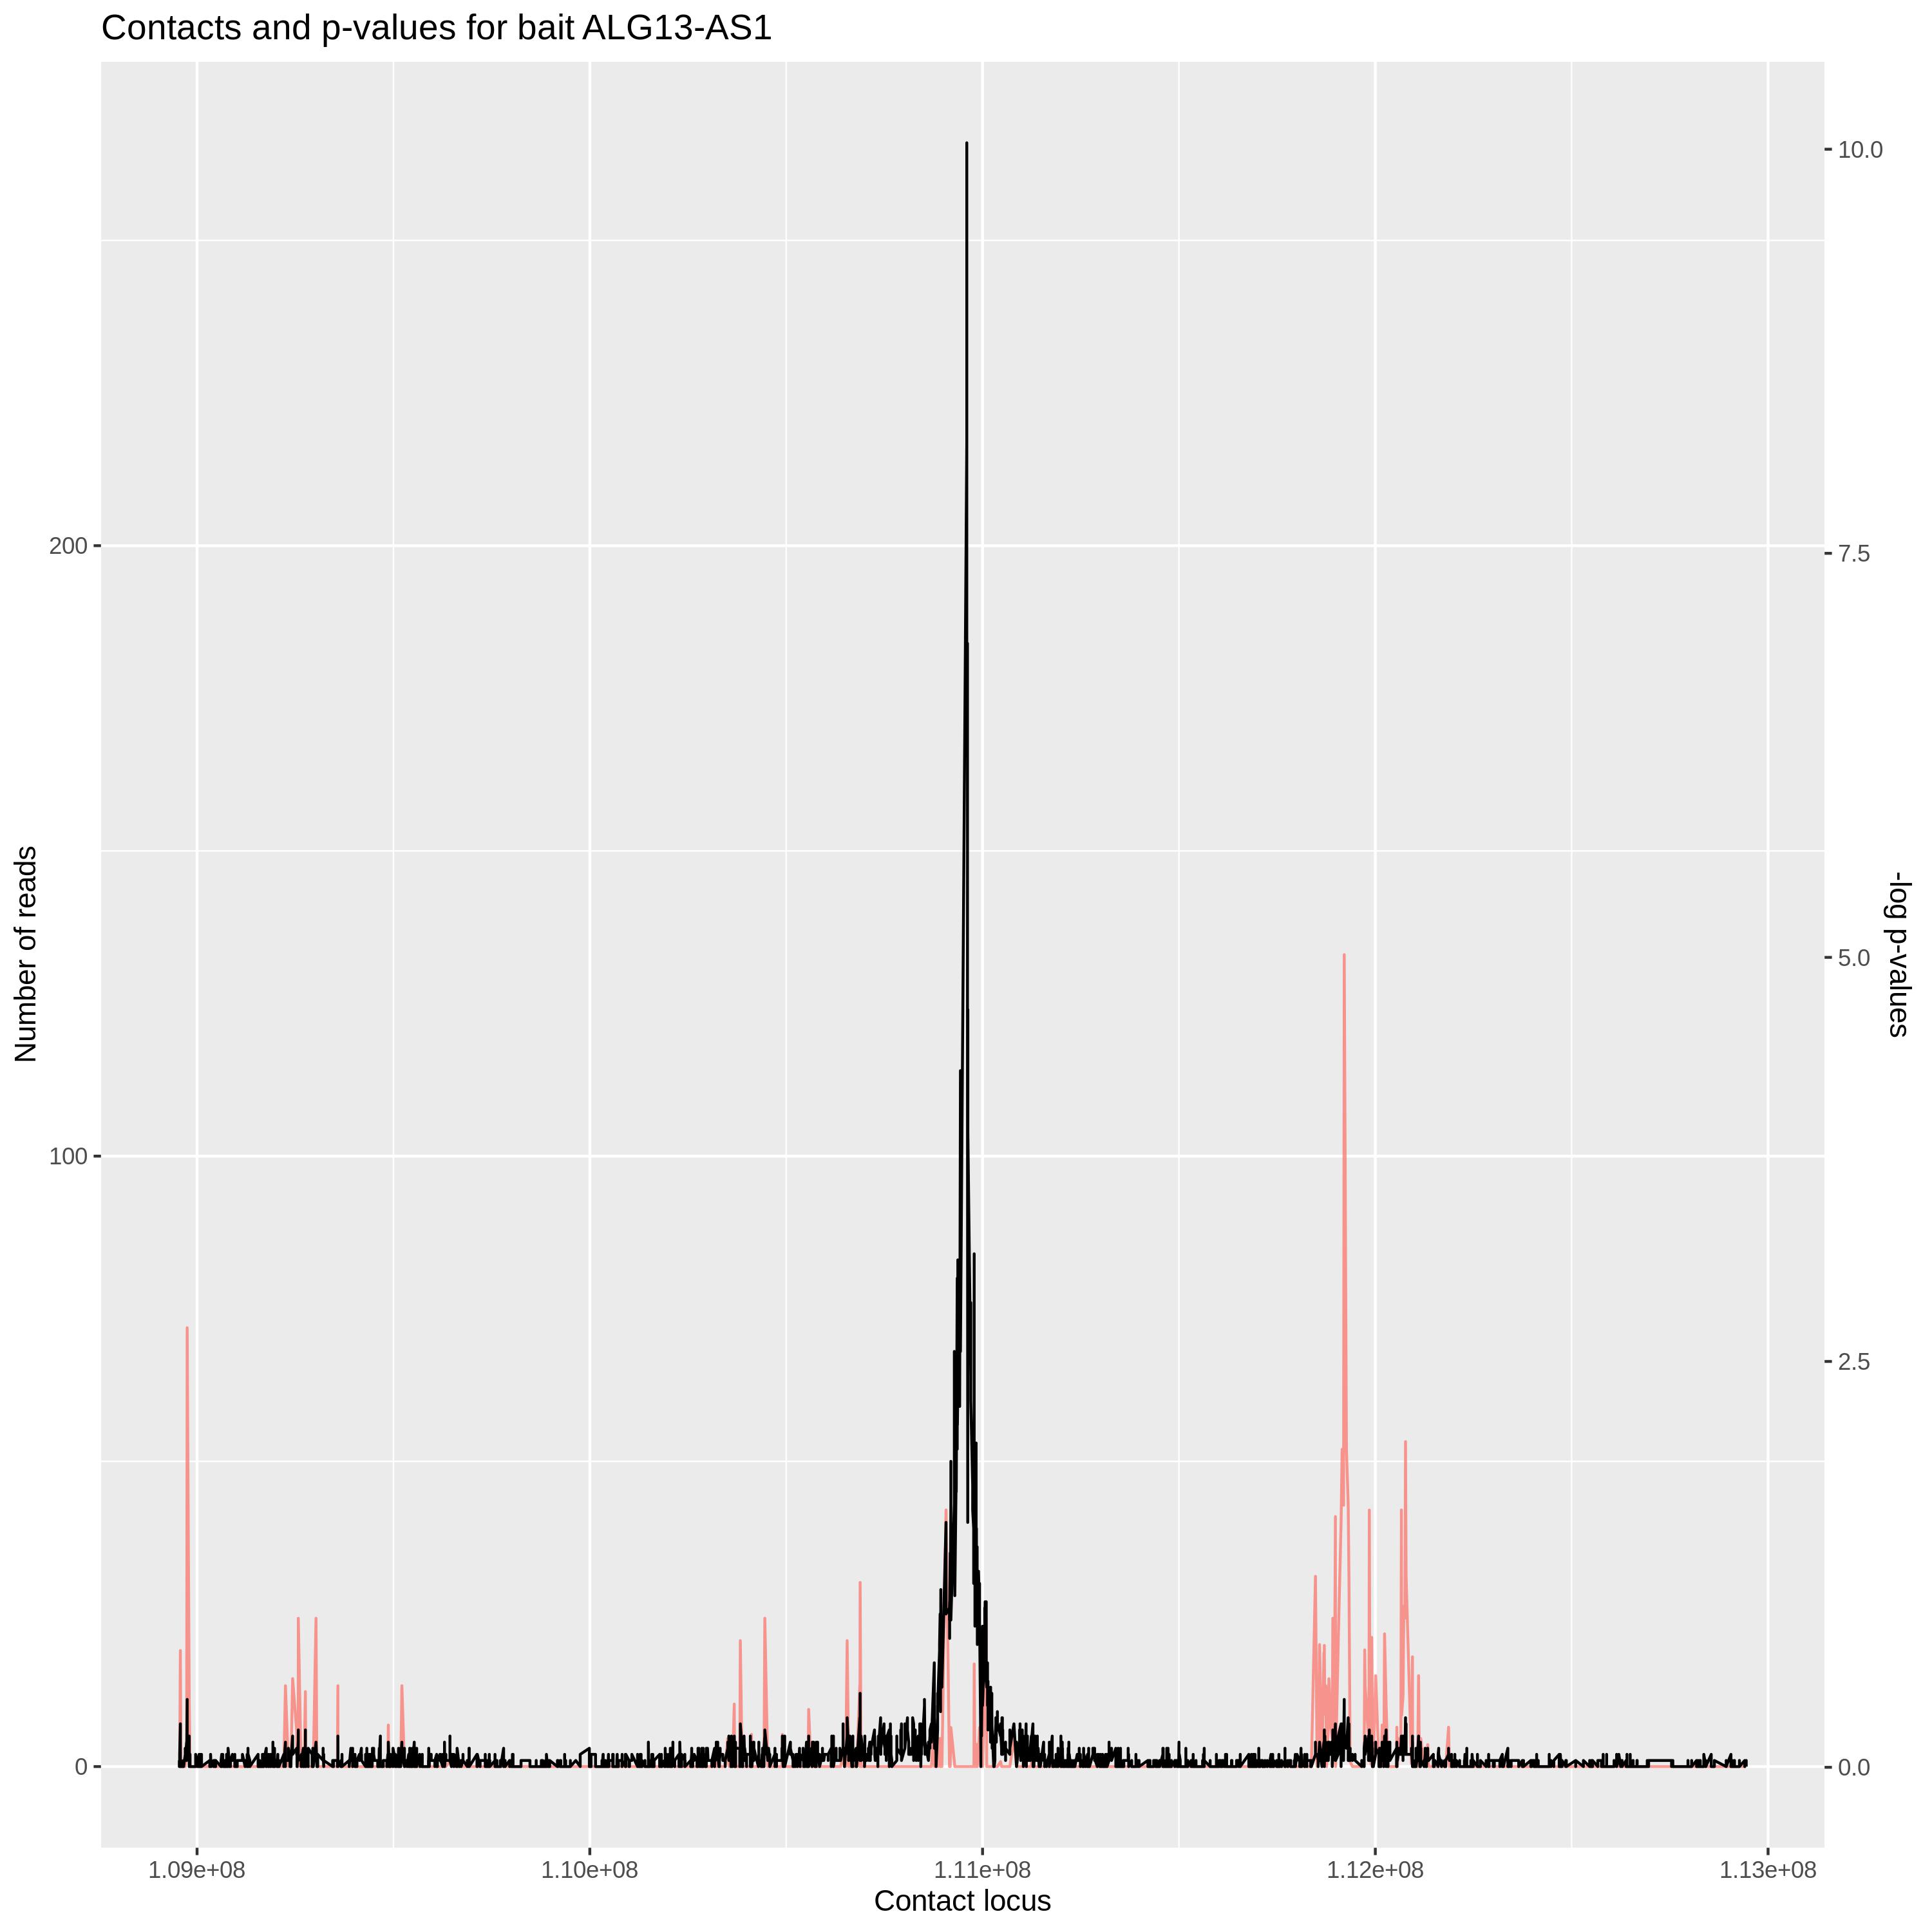 Contacts and p-values for bait ALG13-AS1
Number of reads
200
100
0
10.0
7.5
5.0
2.5
0.0
-log p-values
1.09e+08
1.10e+08
1.11e+08
1.12e+08
1.13e+08
Contact locus